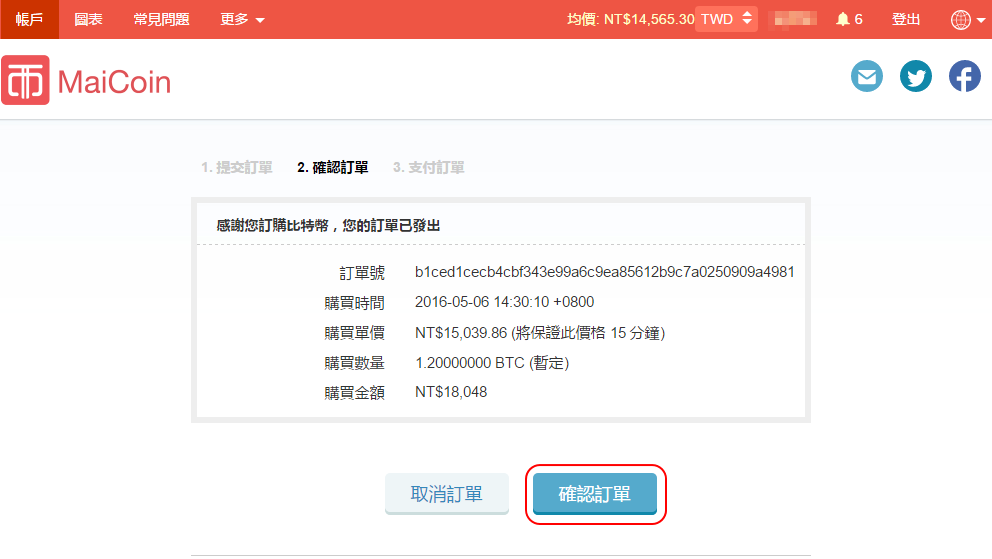 帳戶 圖表 常見問題 更多 均價: NT$14,565.30 TWD 6 登出
MaiCoin
1. 提交訂單 2. 確認訂單 3. 支付訂單
感謝您訂購比特幣，您的訂單已發出
訂單號 b1ced1cecb4cbf343e99a6c9ea85612b9c7a0250909a4981
購買時間 2016-05-06 14:30:10 +0800
購買單價 NT$15,039.86 (將保證此價格 15 分鐘)
購買數量 1.20000000 BTC (暫定)
購買金額 NT$18,048
取消訂單 確認訂單